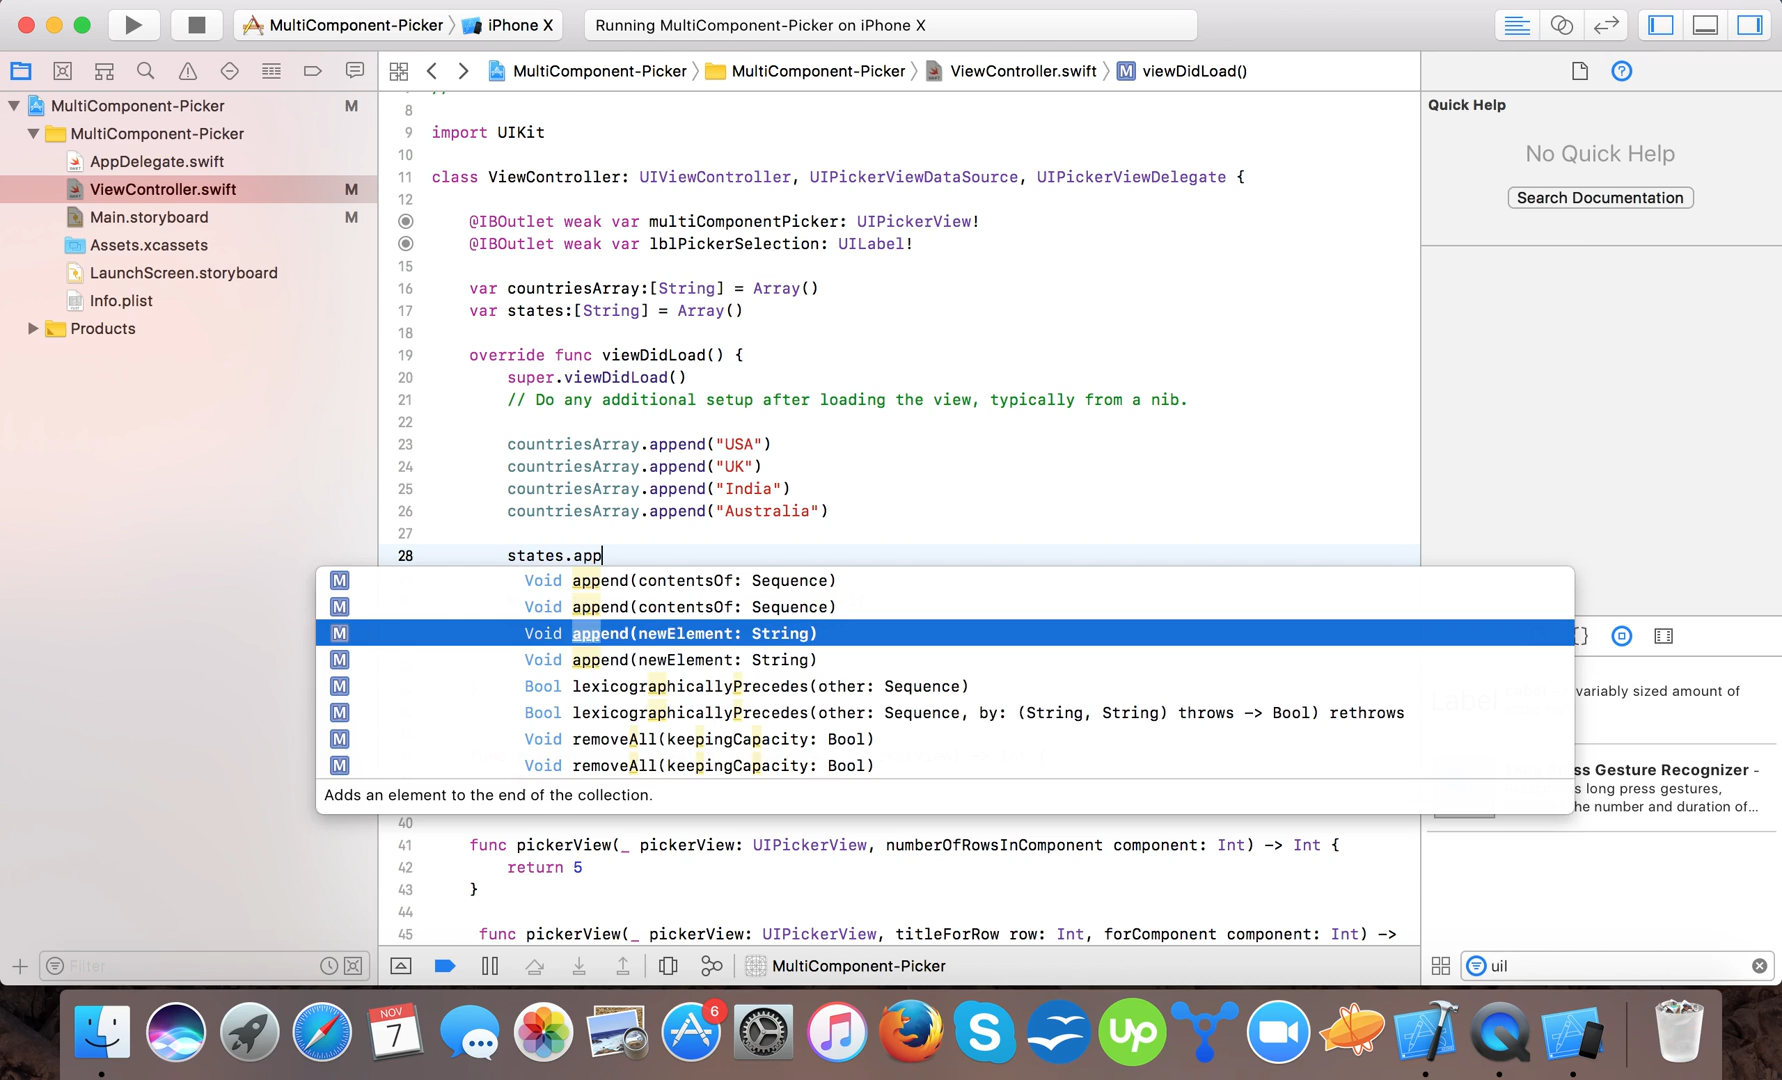 MultiComponent-Picker
iPhone X
Running MultiComponent-Picker on iPhone X
MultiComponent-Picker
MultiComponent-Picker
ViewController.swift
M
viewDidLoad()
MultiComponent-Picker M
MultiComponent-Picker
AppDelegate.swift
ViewController.swift M
Main.storyboard M
Assets.xcassets
LaunchScreen.storyboard
Info.plist
Products
Filter
8
9 import UIKit
10
11 class ViewController: UIViewController, UIPickerViewDataSource, UIPickerViewDelegate {
12
@IBOutlet weak var multiComponentPicker: UIPickerView!
@IBOutlet weak var lblPickerSelection: UILabel!
15
16 var countriesArray:[String] = Array()
17 var states:[String] = Array()
18
19 override func viewDidLoad() {
20 super.viewDidLoad()
21 // Do any additional setup after loading the view, typically from a nib.
22
23 countriesArray.append("USA")
24 countriesArray.append("UK")
25 countriesArray.append("India")
26 countriesArray.append("Australia")
27
28 states.app
M Void append(contentsOf: Sequence)
M Void append(contentsOf: Sequence)
M Void append(newElement: String)
M Void append(newElement: String)
M Bool lexicographicallyPrecedes(other: Sequence)
M Bool lexicographicallyPrecedes(other: Sequence, by: (String, String) throws -> Bool) rethrows
M Void removeAll(keepingCapacity: Bool)
M Void removeAll(keepingCapacity: Bool)
Adds an element to the end of the collection.
40
41 func pickerView(_ pickerView: UIPickerView, numberOfRowsInComponent component: Int) -> Int {
42 return 5
43 }
44
45 func pickerView(_ pickerView: UIPickerView, titleForRow row: Int, forComponent component: Int) ->
MultiComponent-Picker
Quick Help
No Quick Help
Search Documentation
{}
Label
variably sized amount of
ss Gesture Recognizer -
s long press gestures,
he number and duration of...
uil
NOV
7
6
S
Up